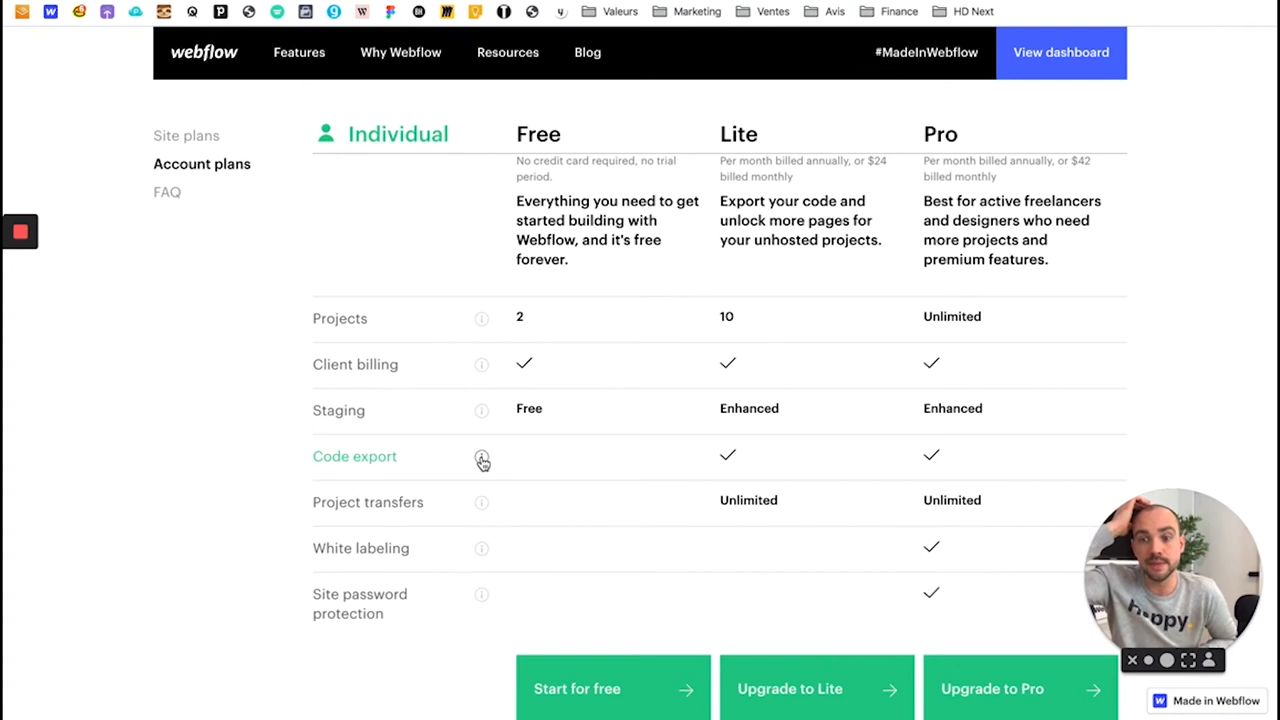 Valeurs Marketing Ventes Avis Finance HD Next
webflow Features Why Webflow Resources Blog #MadeInWebflow View dashboard
Site plans
Account plans
FAQ
Individual Free Lite Pro
No credit card required, no trial period.
Per month billed annually, or $24 billed monthly
Per month billed annually, or $42 billed monthly
Everything you need to get
started building with
Webflow, and it's free
forever.
Export your code and
unlock more pages for
your unhosted projects.
Best for active freelancers
and designers who need
more projects and
premium features.
Projects 2 10 Unlimited
Client billing
Staging Free Enhanced Enhanced
Code export
Project transfers Unlimited Unlimited
White labeling
Site password
protection
happy.
Start for free Upgrade to Lite Upgrade to Pro
Made in Webflow